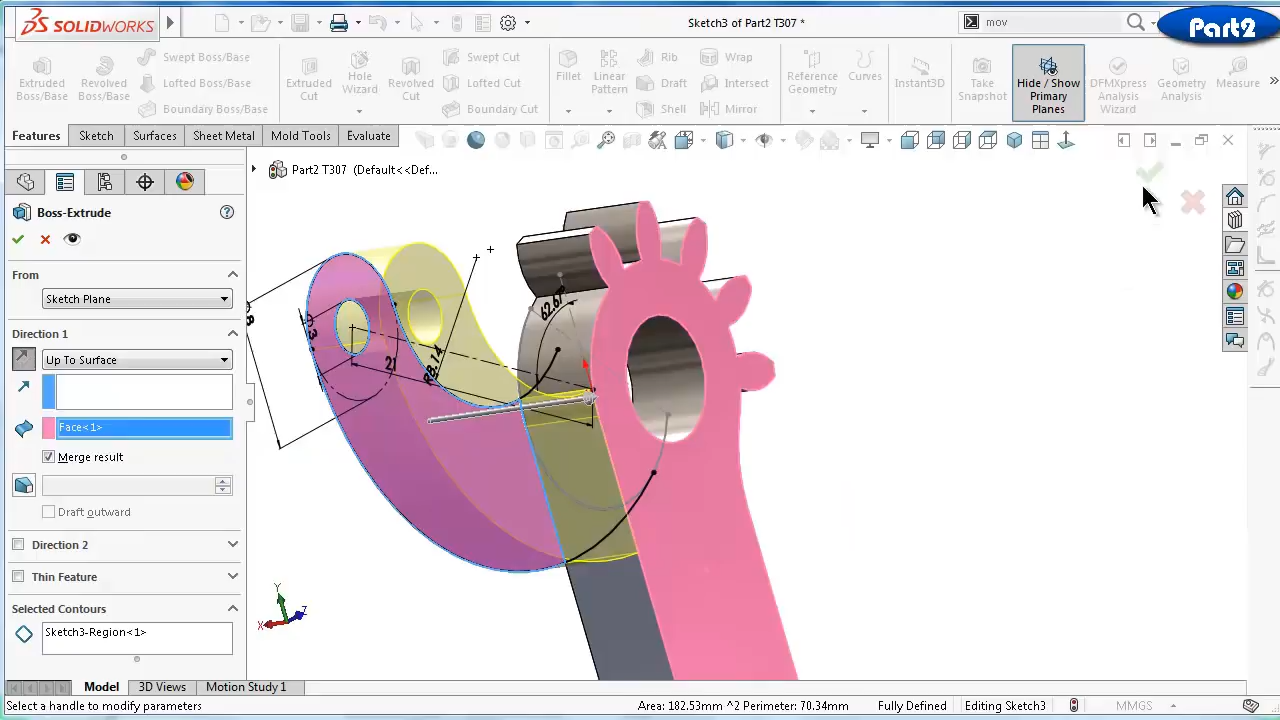 SOLIDWORKS
Sketch3 of Part2 T307 *
mov
Part2
Extruded Boss/Base
Revolved Boss/Base
Swept Boss/Base
Lofted Boss/Base
Boundary Boss/Base
Extruded Cut
Hole Wizard
Revolved Cut
Swept Cut
Lofted Cut
Boundary Cut
Fillet
Linear Pattern
Rib
Draft
Shell
Wrap
Intersect
Mirror
Reference Geometry
Curves
Instant3D
Take Snapshot
Hide / Show Primary Planes
DFMXpress Analysis Wizard
Geometry Analysis
Measure
Features
Sketch
Surfaces
Sheet Metal
Mold Tools
Evaluate
Part2 T307 (Default<<Def...
Boss-Extrude
From
Sketch Plane
Direction 1
Up To Surface
Face<1>
Merge result
Draft outward
Direction 2
Thin Feature
Selected Contours
Sketch3-Region<1>
62.67
21
R8.14
Y
X
Z
Model
3D Views
Motion Study 1
Select a handle to modify parameters
Area: 182.53mm ^2 Perimeter: 70.34mm
Fully Defined
Editing Sketch3
MMGS